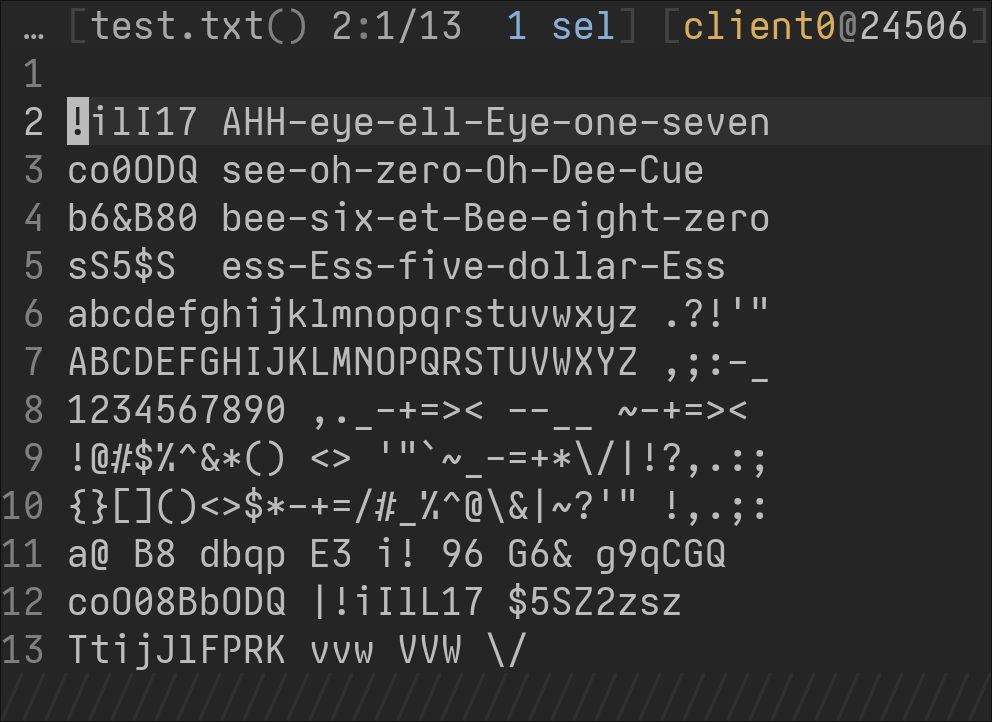 … [test.txt() 2:1/13  1 sel] [client0@24506]
1
2 !ilI17 AHH-eye-ell-Eye-one-seven
3 co0ODQ see-oh-zero-Oh-Dee-Cue
4 b6&B80 bee-six-et-Bee-eight-zero
5 sS5$S  ess-Ess-five-dollar-Ess
6 abcdefghijklmnopqrstuvwxyz .?!'"
7 ABCDEFGHIJKLMNOPQRSTUVWXYZ ,;:-_
8 1234567890 ,._-+=>< --__ ~-+=><
9 !@#$%^&*() <> '"`~_-=+*\/|!?,.:;
10 {}[]()<>$*-+=/#_%^@\&|~?'" !,.;:
11 a@ B8 dbqp E3 i! 96 G6& g9qCGQ
12 coO08BbODQ |!iIlL17 $5SZ2zsz
13 TtijJlFPRK vvw VVW \/